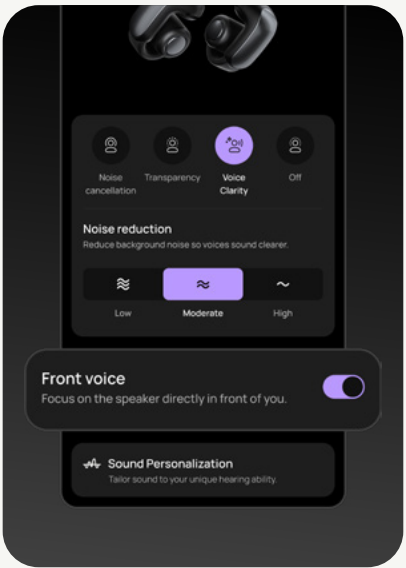 Noise
cancellation
Transparency
Voice
Clarity
Off
Noise reduction
Reduce background noise so voices sound clearer.
Low
Moderate
High
Front voice
Focus on the speaker directly in front of you.
Sound Personalization
Tailor sound to your unique hearing ability.